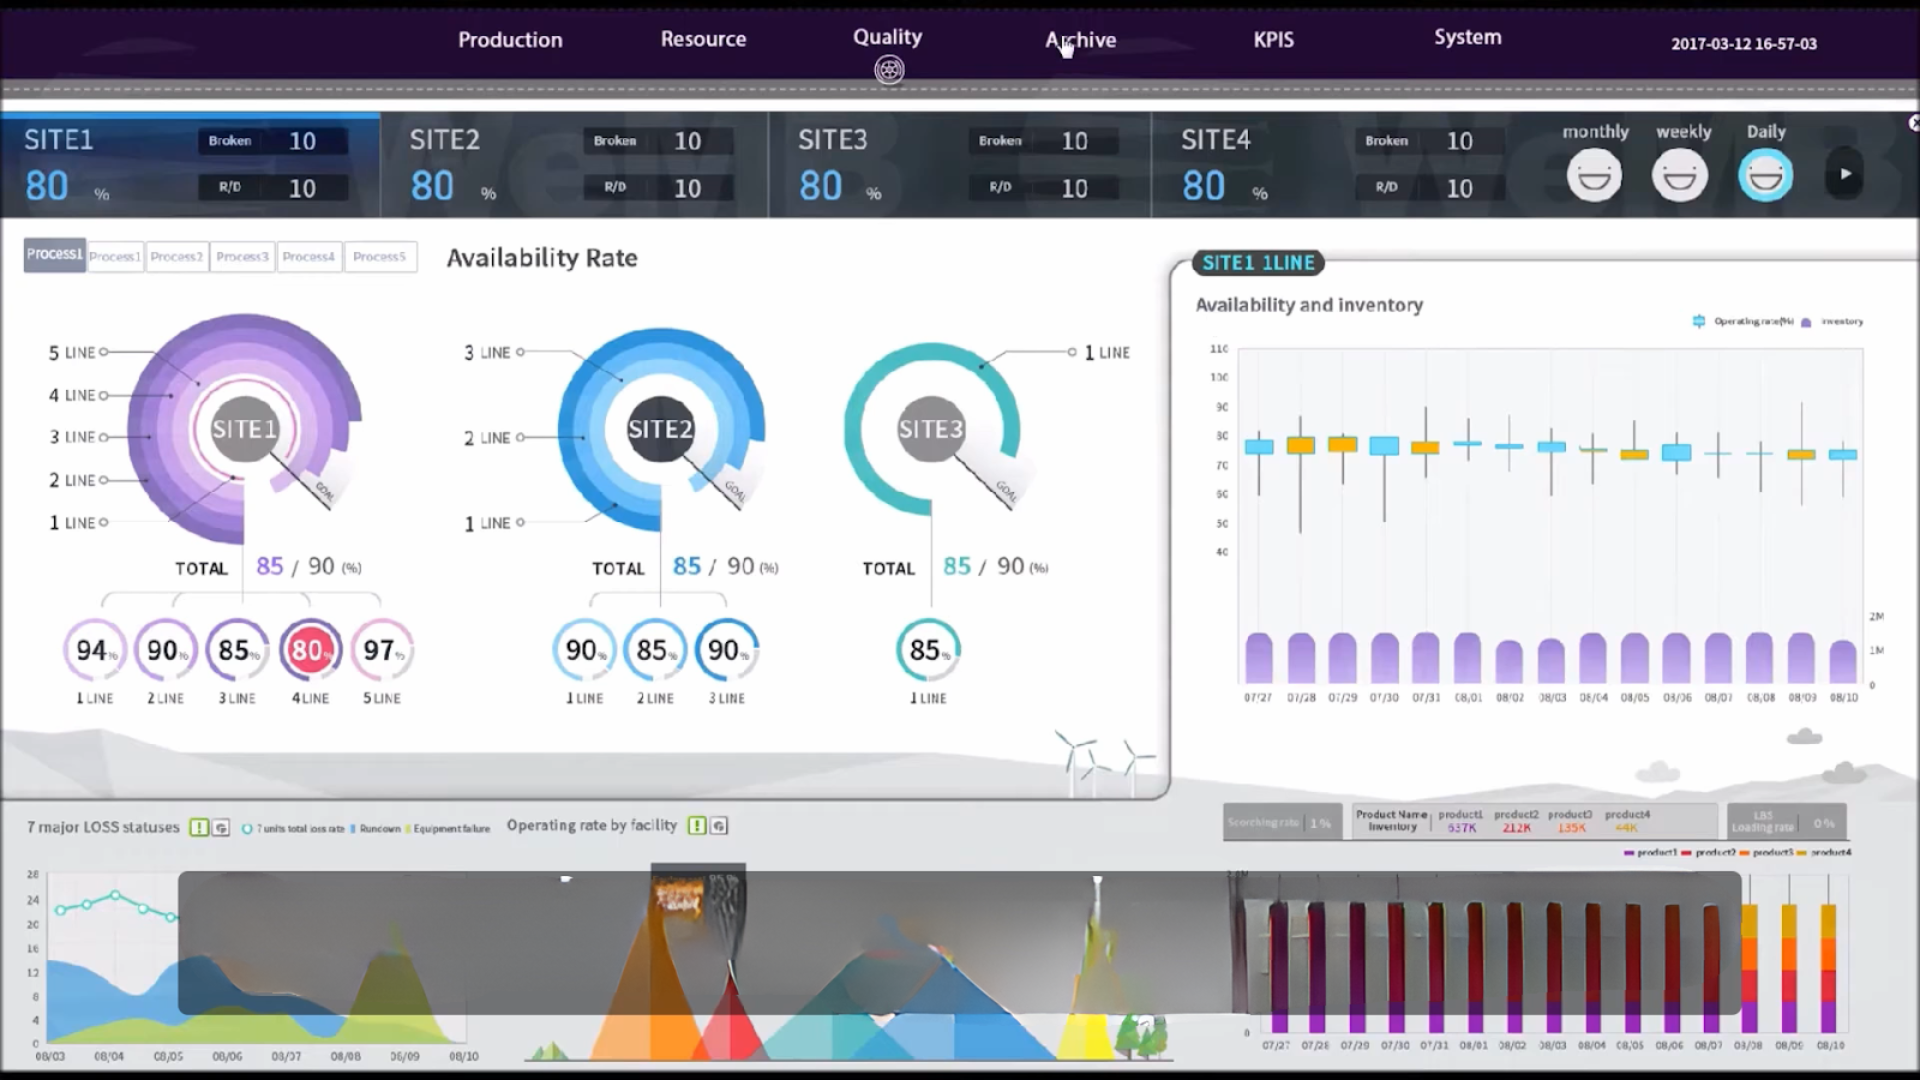 Production Resource Quality Archive KPIS System 2017-03-12 16-57-03
SITE1 Broken 10 SITE2 Broken 10 SITE3 Broken 10 SITE4 Broken 10 monthly weekly Daily
80 % R/D 10 80 % R/D 10 80 % R/D 10 80 % R/D 10
Process1 Process1 Process2 Process3 Process4 Process5 Availability Rate
SITE1 1LINE
Availability and inventory
Operating rate(%) Inventory
5 LINE
4 LINE
3 LINE
2 LINE
1 LINE
SITE1
GOAL
3 LINE
2 LINE
1 LINE
SITE2
GOAL
1 LINE
SITE3
GOAL
TOTAL 85 / 90 (%) TOTAL 85 / 90 (%) TOTAL 85 / 90 (%)
94% 90% 85% 80% 97% 90% 85% 90% 85%
1 LINE 2 LINE 3 LINE 4 LINE 5 LINE 1 LINE 2 LINE 3 LINE 1 LINE
110
100
90
80
70
60
50
40
2M
1M
0
07/27 07/28 07/29 07/30 07/31 08/01 08/02 08/03 08/04 08/05 08/06 08/07 08/08 08/09 08/10
7 major LOSS statuses 7 units total loss rate Rundown Equipment failure Operating rate by facility
Scorching rate 1 %
Product Name product1 product2 product3 product4
Inventory 637K 212K 135K 44K
LBS
Loading rate 0 %
product1 product2 product3 product4
28
24
20
16
12
8
4
0
08/03 08/04 08/05 08/06 08/07 08/08 08/09 08/10
0
07/27 07/28 07/29 07/30 07/31 08/01 08/02 08/03 08/04 08/05 08/06 08/07 08/08 08/09 08/10